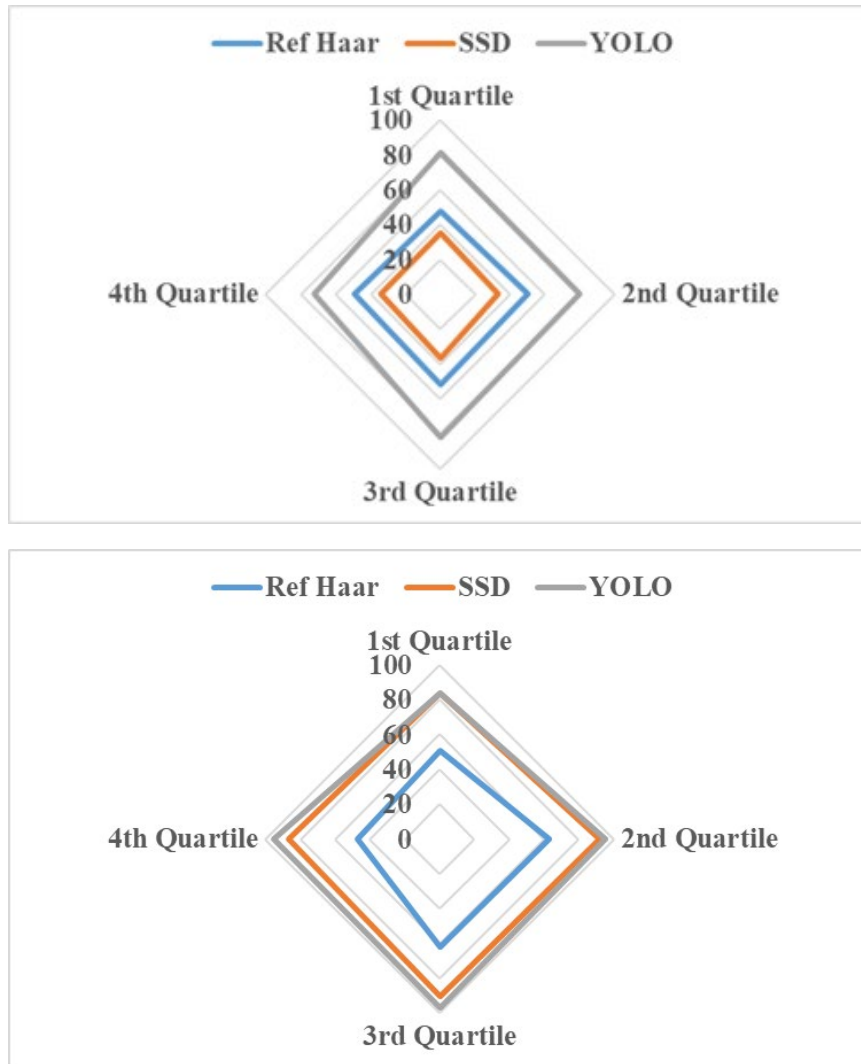 Ref Haar SSD YOLO
1st Quartile
100
80
60
40
20
0
4th Quartile
2nd Quartile
3rd Quartile
Ref Haar SSD YOLO
1st Quartile
100
80
60
40
20
0
4th Quartile
2nd Quartile
3rd Quartile